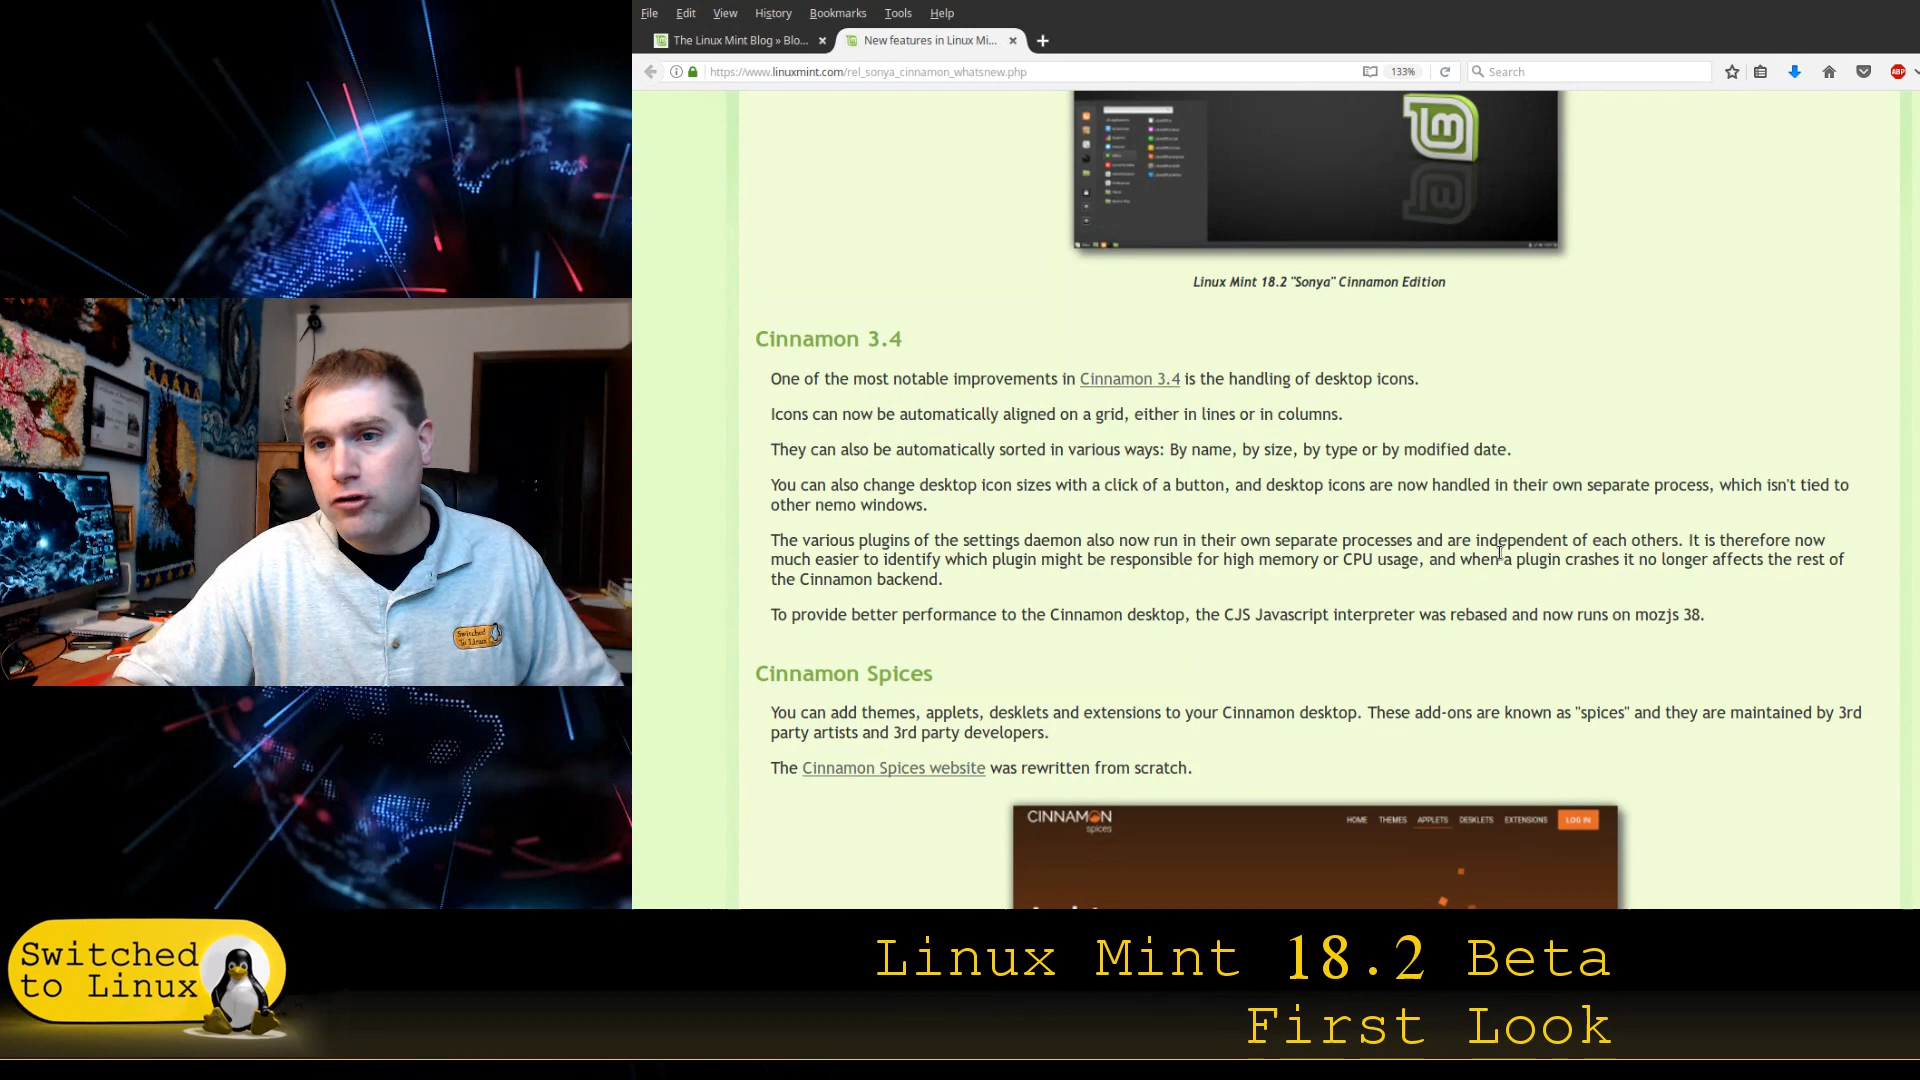 File Edit View History Bookmarks Tools Help
The Linux Mint Blog » Blo... New features in Linux Mi...
https://www.linuxmint.com/rel_sonya_cinnamon_whatsnew.php 133% Search ABP
Linux Mint 18.2 "Sonya" Cinnamon Edition
Cinnamon 3.4
One of the most notable improvements in Cinnamon 3.4 is the handling of desktop icons.
Icons can now be automatically aligned on a grid, either in lines or in columns.
They can also be automatically sorted in various ways: By name, by size, by type or by modified date.
You can also change desktop icon sizes with a click of a button, and desktop icons are now handled in their own separate process, which isn't tied to
other nemo windows.
The various plugins of the settings daemon also now run in their own separate processes and are independent of each others. It is therefore now
much easier to identify which plugin might be responsible for high memory or CPU usage, and when a plugin crashes it no longer affects the rest of
the Cinnamon backend.
To provide better performance to the Cinnamon desktop, the CJS Javascript interpreter was rebased and now runs on mozjs 38.
Cinnamon Spices
You can add themes, applets, desklets and extensions to your Cinnamon desktop. These add-ons are known as "spices" and they are maintained by 3rd
party artists and 3rd party developers.
The Cinnamon Spices website was rewritten from scratch.
CINNAMON
spices
HOME THEMES APPLETS DESKLETS EXTENSIONS LOG IN
Switched
To Linux
Switched
to Linux
Linux Mint 18.2 Beta
First Look